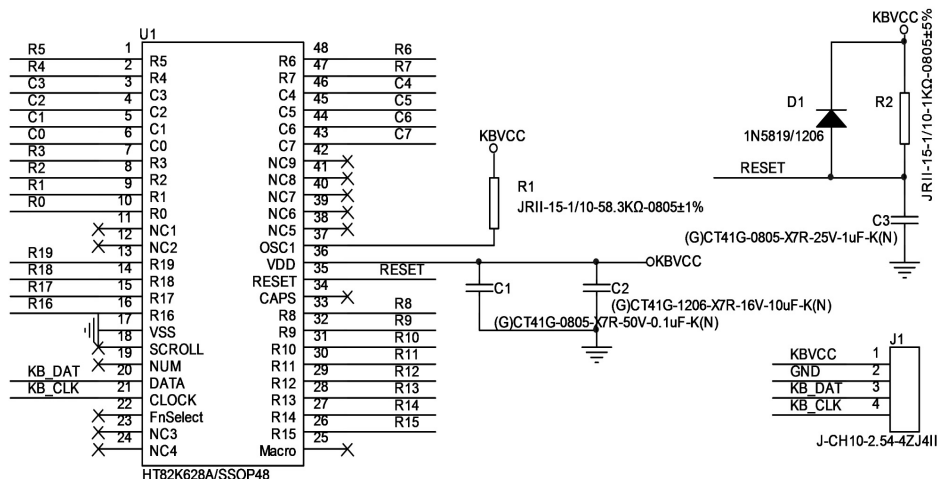 U1
R5 1 R5 R6 48 R6
R4 2 R4 R7 47 R7
C3 3 C3 C4 46 C4
C2 4 C2 C5 45 C5
C1 5 C1 C6 44 C6
C0 6 C0 C7 43 C7
R3 7 R3 NC9 42
R2 8 R2 NC8 41
R1 9 R1 NC7 40
R0 10 R0 NC6 39
11 NC1 NC5 38
12 NC2 OSC1 37
R19 13 R19 VDD 36
R18 14 R18 RESET 35 RESET
R17 15 R17 CAPS 34
R16 16 R16 R8 33 R8
17 VSS R9 32 R9
18 SCROLL R10 31 R10
19 NUM R11 30 R11
KB_DAT 20 DATA R12 29 R12
KB_CLK 21 CLOCK R13 28 R13
22 FnSelect R14 27 R14
23 NC3 R15 26 R15
24 NC4 Macro 25
HT82K628A/SSOP48
KBVCC
R1
JRII-15-1/10-58.3KΩ-0805±1%
KBVCC
C1
C2
(G)CT41G-1206-X7R-16V-10uF-K(N)
(G)CT41G-0805-X7R-50V-0.1uF-K(N)
KBVCC
D1
1N5819/1206
R2
JRII-15-1/10-1KΩ-0805±5%
RESET
C3
(G)CT41G-0805-X7R-25V-1uF-K(N)
J1
KBVCC 1
GND 2
KB_DAT 3
KB_CLK 4
J-CH10-2.54-4ZJ4II